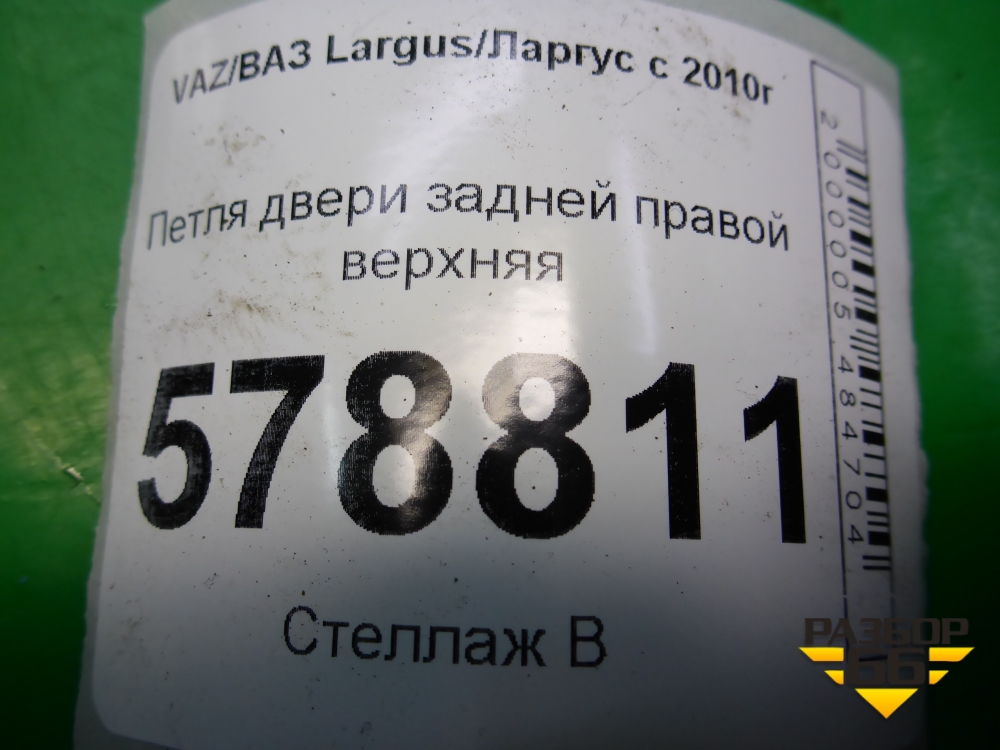 VAZ/ВАЗ Largus/Ларгус с 2010г
Петля двери задней правой
верхняя
578811
Стеллаж В
2000005484704
РАЗБОР
66